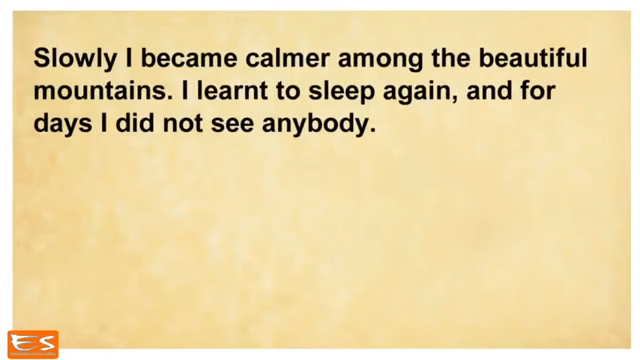 Slowly I became calmer among the beautiful
mountains. I learnt to sleep again, and for
days I did not see anybody.
ES